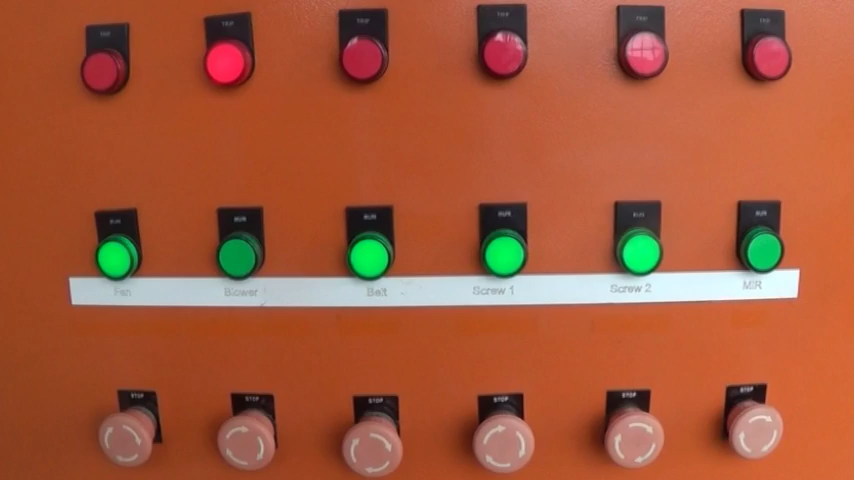 TRIP TRIP TRIP TRIP TRIP TRIP
RUN RUN RUN RUN RUN RUN
Fan Blower Belt Screw 1 Screw 2 MIR
STOP STOP STOP STOP STOP STOP